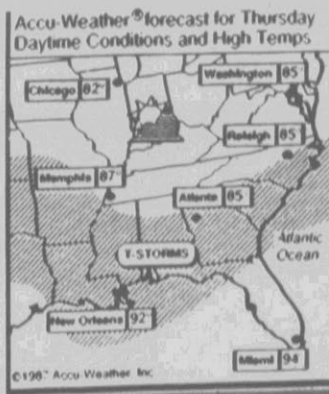 Accu-Weather® forecast for Thursday
Daytime Conditions and High Temps
Chicago 82°
Washington 85°
Raleigh 85°
Memphis 87°
Atlanta 85
T-STORMS
Atlantic
Ocean
New Orleans 92°
Miami 94
Accu-Weather, Inc